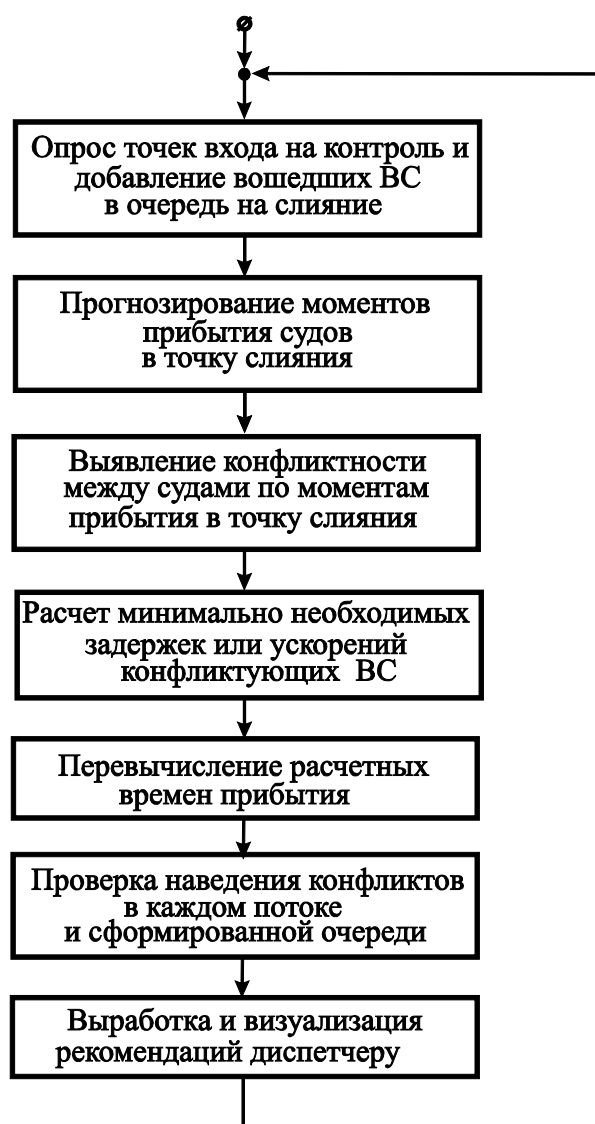 Опрос точек входа на контроль и
добавление вошедших ВС
в очередь на слияние
Прогнозирование моментов
прибытия судов
в точку слияния
Выявление конфликтности
между судами по моментам
прибытия в точку слияния
Расчет минимально необходимых
задержек или ускорений
конфликтующих ВС
Перевычисление расчетных
времен прибытия
Проверка наведения конфликтов
в каждом потоке
и сформированной очереди
Выработка и визуализация
рекомендаций диспетчеру